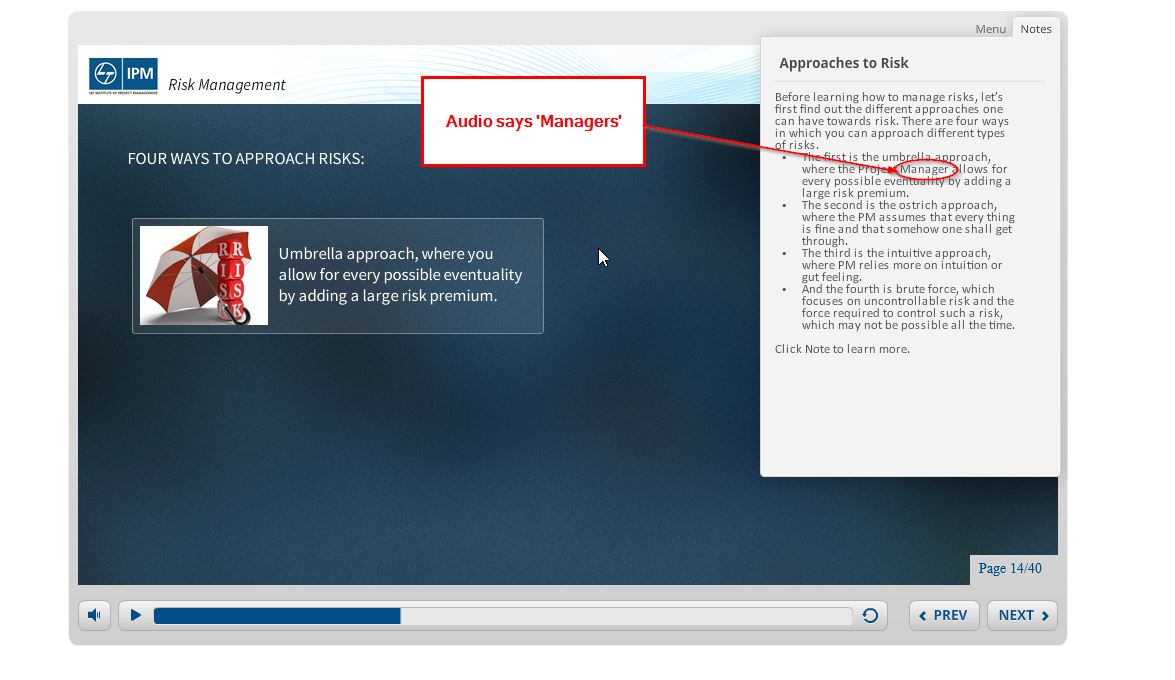 Menu
Notes
IPM
L&T INSTITUTE OF PROJECT MANAGEMENT
Risk Management
Audio says 'Managers'
FOUR WAYS TO APPROACH RISKS:
R R
I I
S S
K K
Umbrella approach, where you
allow for every possible eventuality
by adding a large risk premium.
Approaches to Risk
Before learning how to manage risks, let's
first find out the different approaches one
can have towards risk. There are four ways
in which you can approach different types
of risks.
• The first is the umbrella approach,
where the Project Manager allows for
every possible eventuality by adding a
large risk premium.
• The second is the ostrich approach,
where the PM assumes that every thing
is fine and that somehow one shall get
through.
• The third is the intuitive approach,
where PM relies more on intuition or
gut feeling.
• And the fourth is brute force, which
focuses on uncontrollable risk and the
force required to control such a risk,
which may not be possible all the time.
Click Note to learn more.
Page 14/40
PREV
NEXT